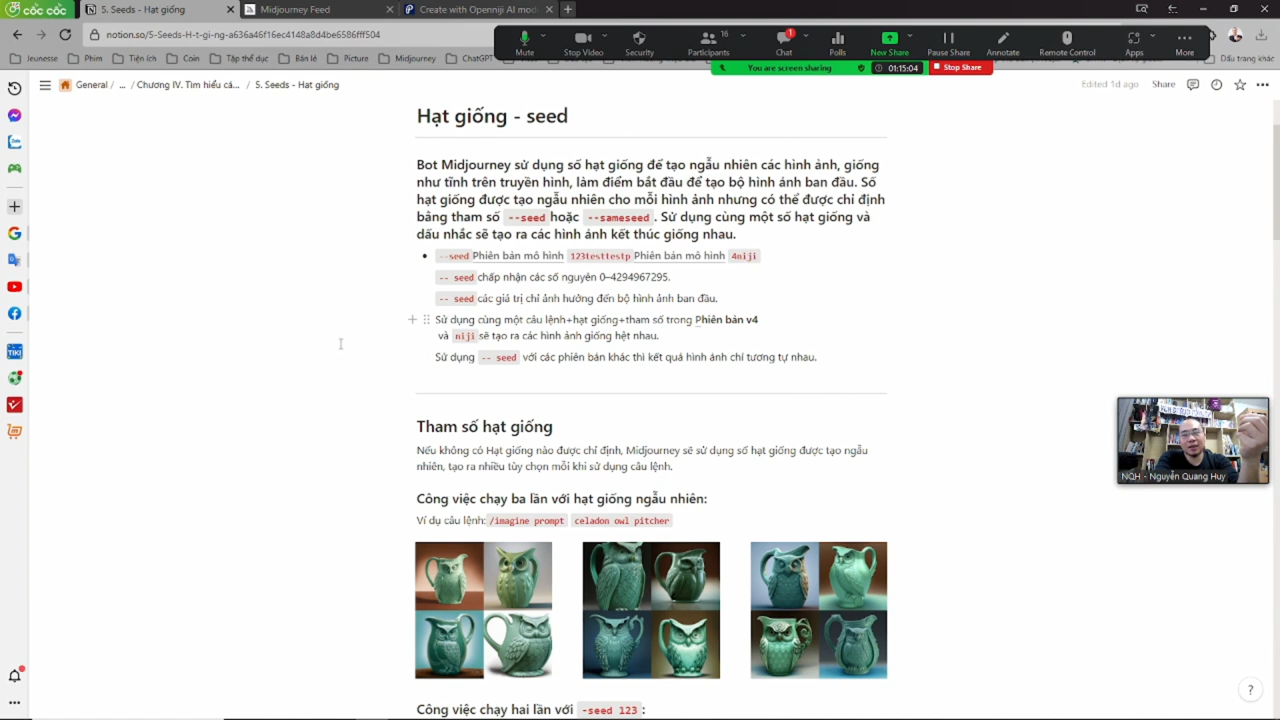 CỐC CỐC
5. Seeds - Hạt giống
Midjourney Feed
Create with Openniji AI mod
notion.so/5-Seeds-H-t-gi-ng-a636a46f16ec4148a8d4be6586fff504
Mute
Stop Video
Security
Participants
16
Chat
1
Polls
New Share
Pause Share
Annotate
Remote Control
Apps
More
You are screen sharing
01:15:04
Stop Share
Jeunesse
Phim
Tiện ích
Coin
Tập thể dục
Bán lẻ
Picture
Midjourney
ChatGPT
Dấu trang khác
General / ... / Chương IV. Tìm hiểu cá... / 5. Seeds - Hạt giống
Edited 1d ago
Share
Hạt giống - seed
Bot Midjourney sử dụng số hạt giống để tạo ngẫu nhiên các hình ảnh, giống
như tĩnh trên truyền hình, làm điểm bắt đầu để tạo bộ hình ảnh ban đầu. Số
hạt giống được tạo ngẫu nhiên cho mỗi hình ảnh nhưng có thể được chỉ định
bằng tham số --seed hoặc --sameseed . Sử dụng cùng một số hạt giống và
dấu nhắc sẽ tạo ra các hình ảnh kết thúc giống nhau.
• --seed Phiên bản mô hình 123testtestp Phiên bản mô hình 4niji
-- seed chấp nhận các số nguyên 0–4294967295.
-- seed các giá trị chỉ ảnh hưởng đến bộ hình ảnh ban đầu.
Sử dụng cùng một câu lệnh+hạt giống+tham số trong Phiên bản v4
và niji sẽ tạo ra các hình ảnh giống hệt nhau.
Sử dụng -- seed với các phiên bản khác thì kết quả hình ảnh chỉ tương tự nhau.
Tham số hạt giống
Nếu không có Hạt giống nào được chỉ định, Midjourney sẽ sử dụng số hạt giống được tạo ngẫu
nhiên, tạo ra nhiều tùy chọn mỗi khi sử dụng câu lệnh.
Công việc chạy ba lần với hạt giống ngẫu nhiên:
Ví dụ câu lệnh: /imagine prompt celadon owl pitcher
Công việc chạy hai lần với -seed 123 :
NQH - Nguyễn Quang Huy
Zalo
TIKI
?